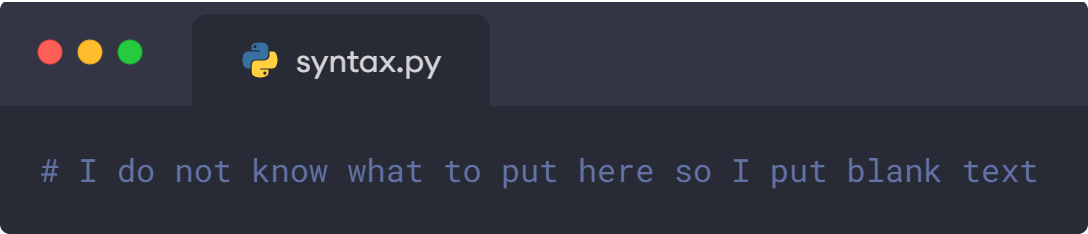 syntax.py
# I do not know what to put here so I put blank text